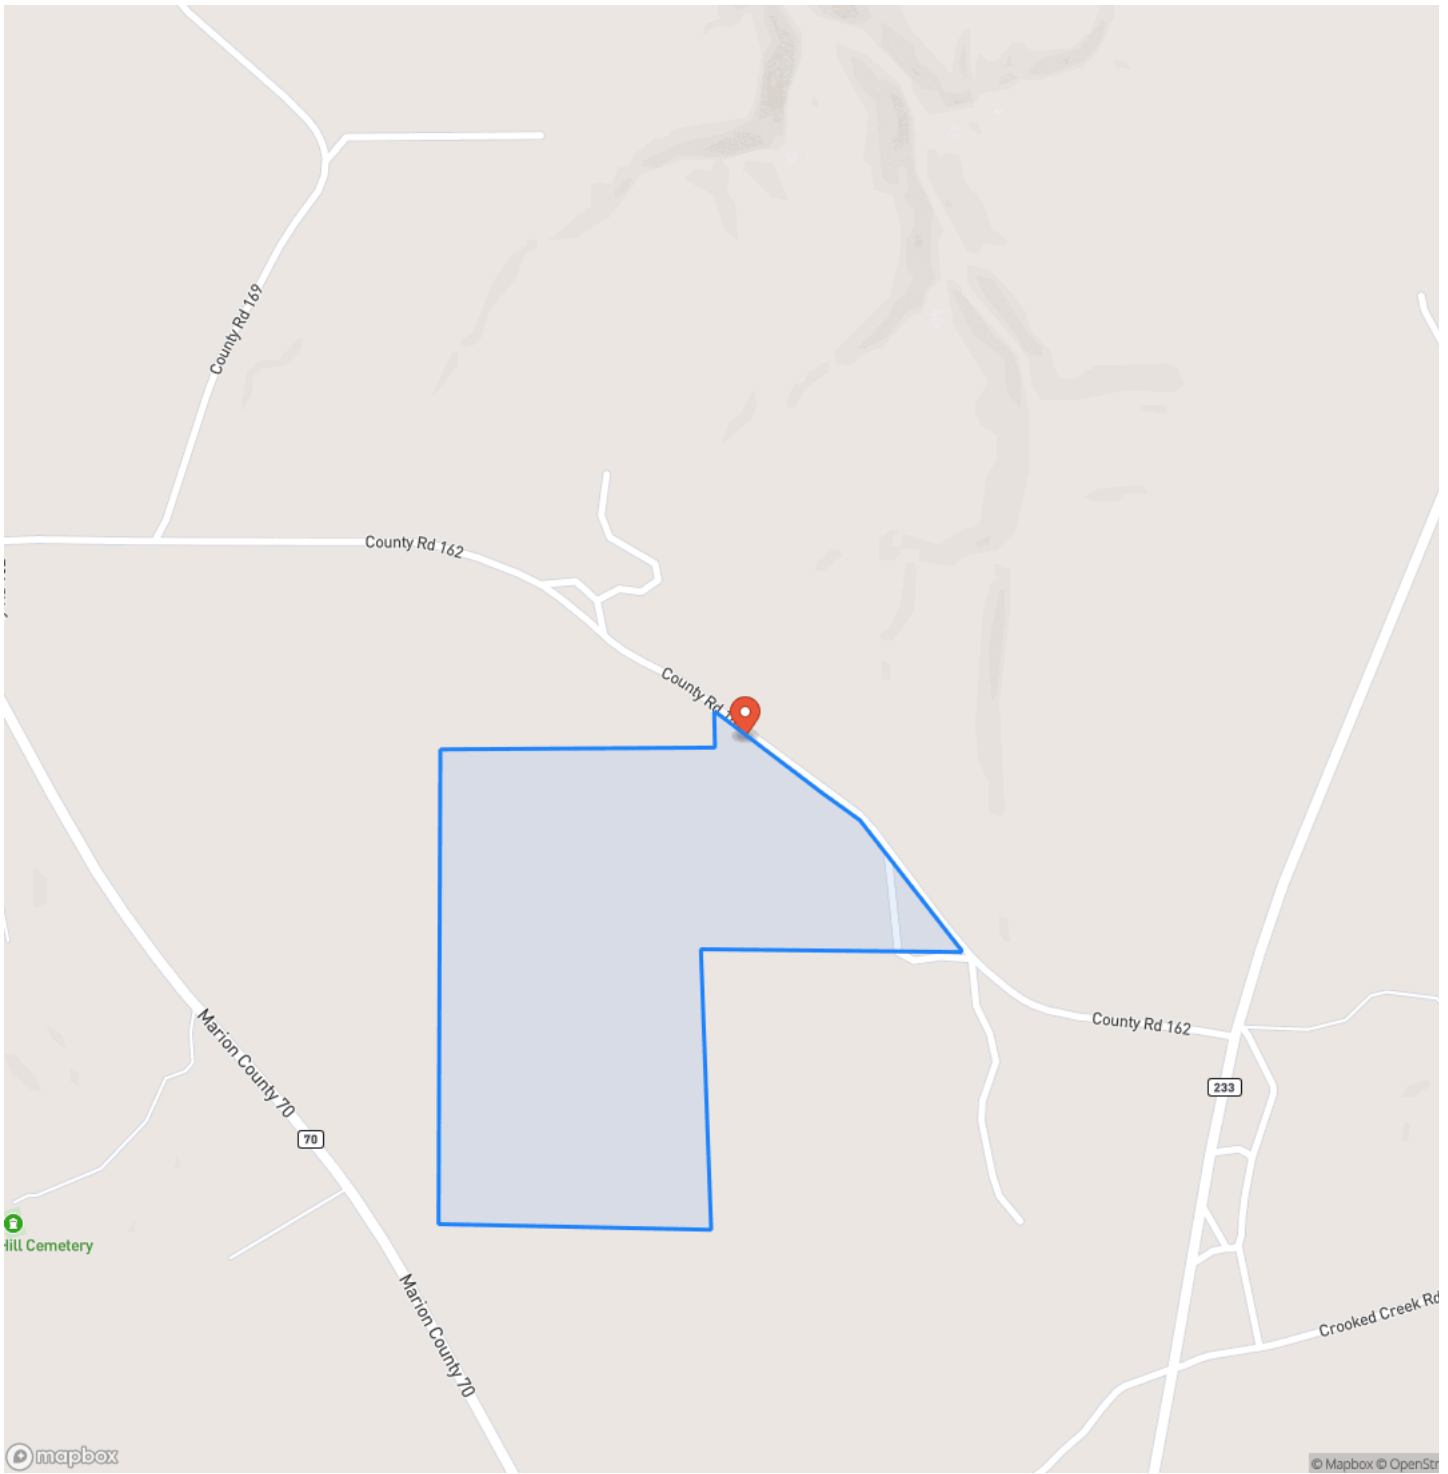 County Rd 169
County Rd 162
County Rd
County Rd 162
Marion County 70
233
70
Hill Cemetery
Marion County 70
Crooked Creek Rd
mapbox
© Mapbox © OpenStr